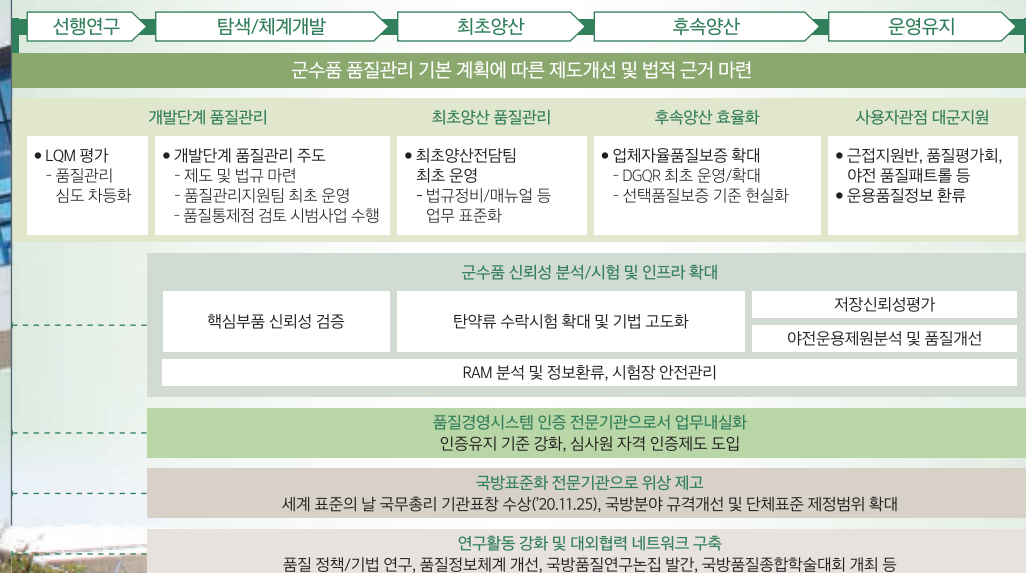 선행연구
탐색/체계개발
최초양산
후속양산
운영유지
군수품 품질관리 기본 계획에 따른 제도개선 및 법적 근거 마련
개발단계 품질관리
• LQM 평가
- 품질관리
심도 차등화
• 개발단계 품질관리 주도
- 제도 및 법규 마련
- 품질관리지원팀 최초 운영
- 품질통제점 검토 시범사업 수행
최초양산 품질관리
• 최초양산전담팀
최초 운영
- 법규정비/매뉴얼 등
업무 표준화
후속양산 효율화
• 업체자율품질보증 확대
- DGQR 최초 운영/확대
- 선택품질보증 기준 현실화
사용자관점 대군지원
• 근접지원반, 품질평가회,
야전 품질패트롤 등
• 운용품질정보 환류
군수품 신뢰성 분석/시험 및 인프라 확대
핵심부품 신뢰성 검증
탄약류 수락시험 확대 및 기법 고도화
저장신뢰성평가
야전운용제원분석 및 품질개선
RAM 분석 및 정보환류, 시험장 안전관리
품질경영시스템 인증 전문기관으로서 업무내실화
인증유지 기준 강화, 심사원 자격 인증제도 도입
국방표준화 전문기관으로 위상 제고
세계 표준의 날 국무총리 기관표창 수상('20.11.25), 국방분야 규격개선 및 단체표준 제정범위 확대
연구활동 강화 및 대외협력 네트워크 구축
품질 정책/기법 연구, 품질정보체계 개선, 국방품질연구논집 발간, 국방품질종합학술대회 개최 등